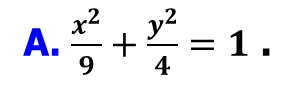 A. x²/9 + y²/4 = 1 .